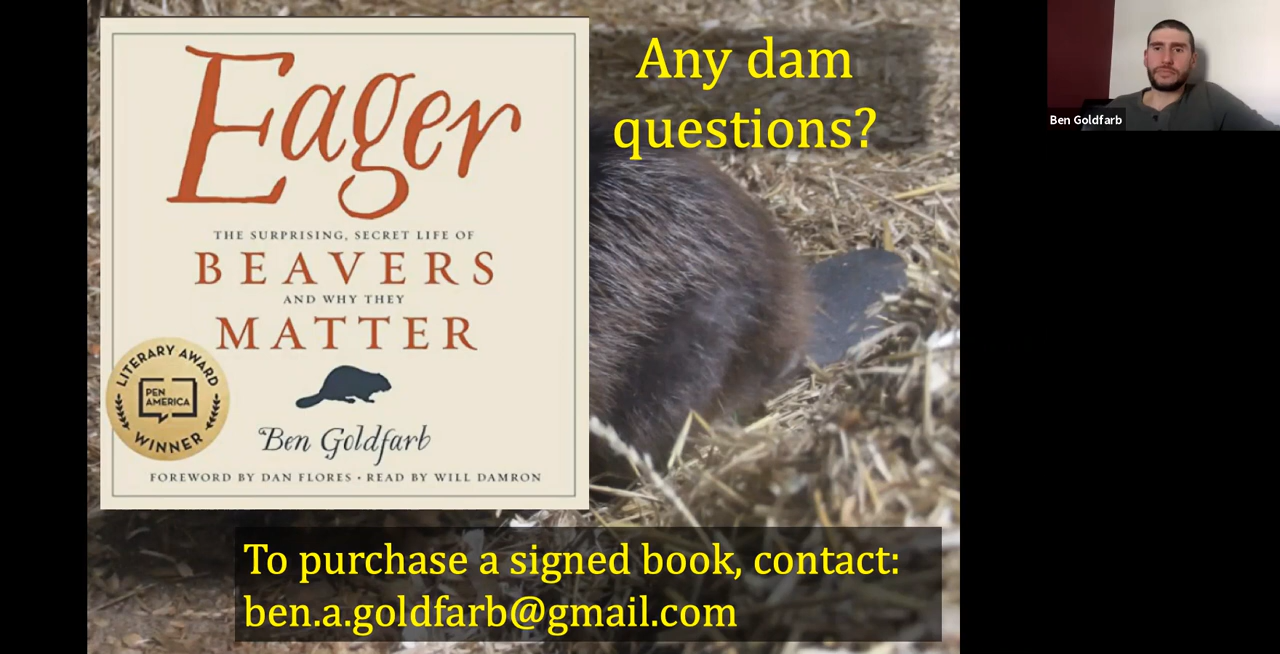 Eager
THE SURPRISING, SECRET LIFE OF
BEAVERS
AND WHY THEY
MATTER
LITERARY AWARD
PEN
AMERICA
WINNER
Ben Goldfarb
FOREWORD BY DAN FLORES • READ BY WILL DAMRON
Any dam
questions?
To purchase a signed book, contact:
ben.a.goldfarb@gmail.com
Ben Goldfarb